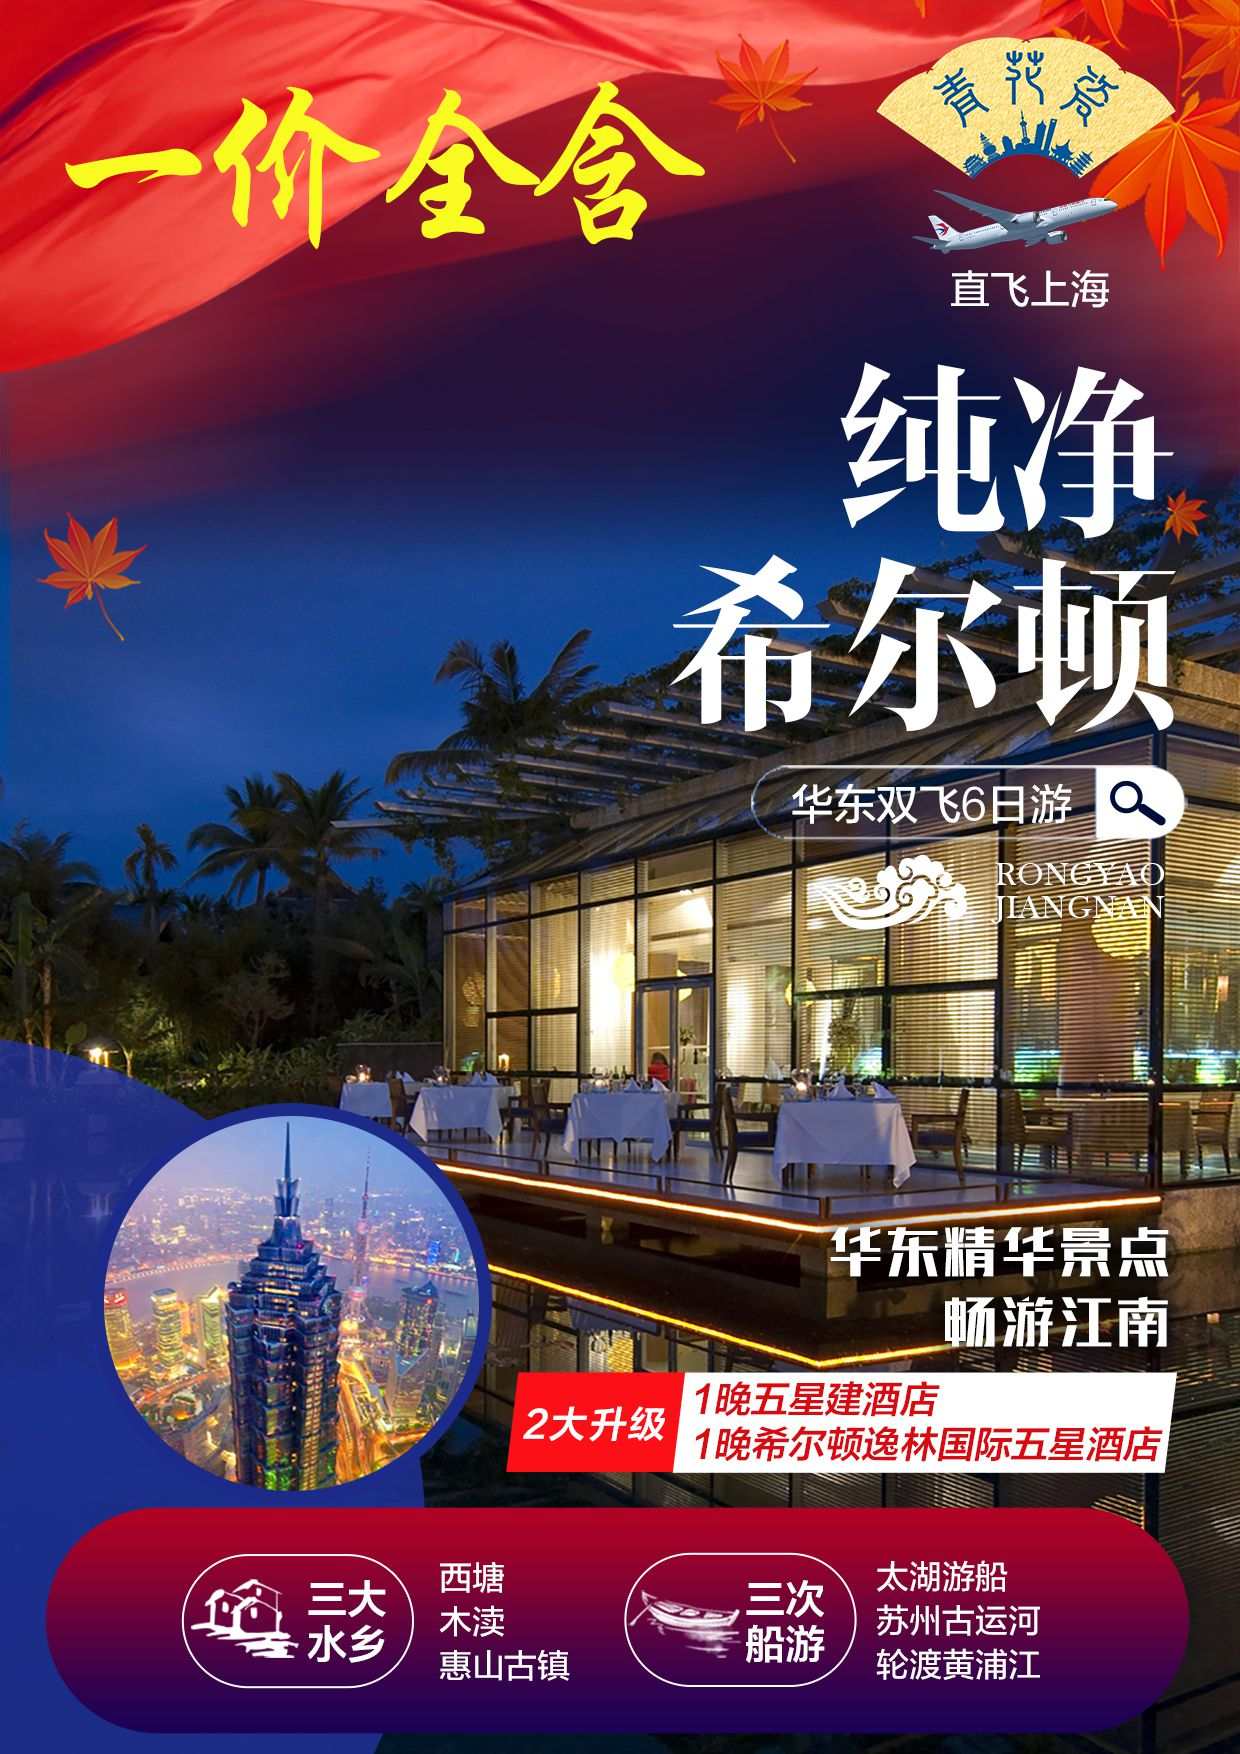 一价全含
青花瓷
直飞上海
纯净
希尔顿
华东双飞6日游
RONGYAO
JIANGNAN
华东精华景点
畅游江南
2大升级
1晚五星建酒店
1晚希尔顿逸林国际五星酒店
三大
水乡
西塘
木渎
惠山古镇
三次
船游
太湖游船
苏州古运河
轮渡黄浦江